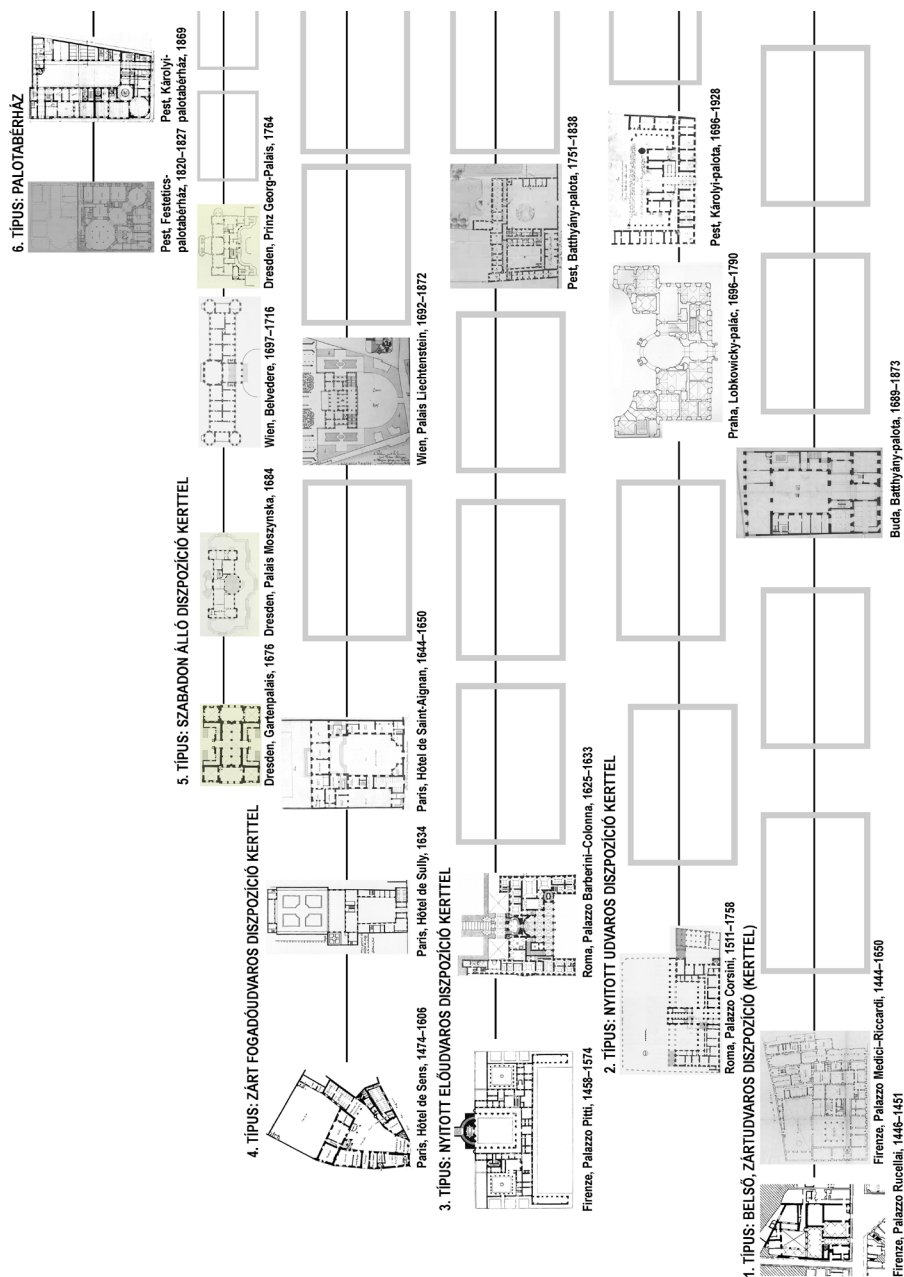 6. TÍPUS: PALOTABÉRHÁZ
Pest, Festetics-
palotabérház, 1820–1827
Pest, Károlyi-
palotabérház, 1869
5. TÍPUS: SZABADON ÁLLÓ DISZPOZÍCIÓ KERTTEL
Dresden, Gartenpalais, 1676
Dresden, Palais Moszynska, 1684
Wien, Belvedere, 1697–1716
Dresden, Prinz Georg-Palais, 1764
4. TÍPUS: ZÁRT FOGADÓUDVAROS DISZPOZÍCIÓ KERTTEL
Paris, Hôtel de Sens, 1474–1606
Paris, Hôtel de Sully, 1634
Paris, Hôtel de Saint-Aignan, 1644–1650
Wien, Palais Liechtenstein, 1692–1872
3. TÍPUS: NYITOTT ELŐUDVAROS DISZPOZÍCIÓ KERTTEL
Firenze, Palazzo Pitti, 1458–1574
Roma, Palazzo Barberini–Colonna, 1625–1633
Pest, Batthyány-palota, 1751–1838
2. TÍPUS: NYITOTT UDVAROS DISZPOZÍCIÓ KERTTEL
Roma, Palazzo Corsini, 1511–1758
Praha, Lobkowicky-palác, 1696–1790
Pest, Károlyi-palota, 1696–1928
1. TÍPUS: BELSŐ, ZÁRTUDVAROS DISZPOZÍCIÓ (KERTTEL)
Firenze, Palazzo Rucellai, 1446–1451
Firenze, Palazzo Medici–Riccardi, 1444–1650
Buda, Batthyány-palota, 1689–1873